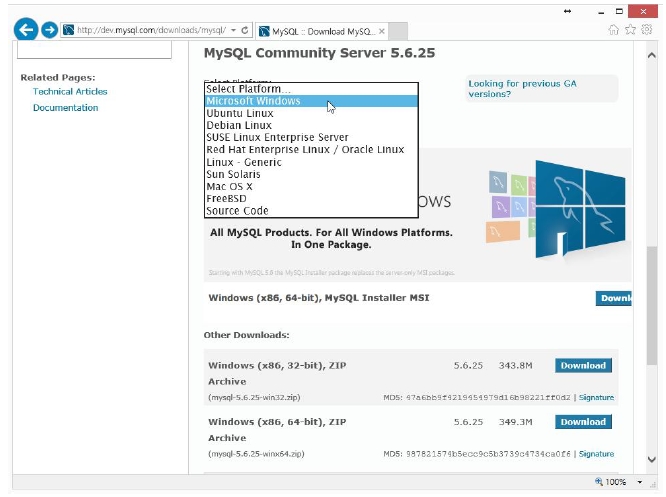 http://dev.mysql.com/downloads/mysql/
MySQL :: Download MySQ...
MySQL Community Server 5.6.25
Related Pages:
Technical Articles
Documentation
Looking for previous GA
versions?
Select Platform...
Microsoft Windows
Ubuntu Linux
Debian Linux
SUSE Linux Enterprise Server
Red Hat Enterprise Linux / Oracle Linux
Linux - Generic
Sun Solaris
Mac OS X
FreeBSD
Source Code
OWS
All MySQL Products. For All Windows Platforms.
In One Package.
Starting with MySQL 5.6 the MySQL Installer package replaces the server-only MSI packages.
Windows (x86, 64-bit), MySQL Installer MSI Downl
Other Downloads:
Windows (x86, 32-bit), ZIP 5.6.25 343.8M Download
Archive
(mysql-5.6.25-win32.zip) MD5: | Signature
Windows (x86, 64-bit), ZIP 5.6.25 349.3M Download
Archive
(mysql-5.6.25-winx64.zip) MD5: | Signature
100%